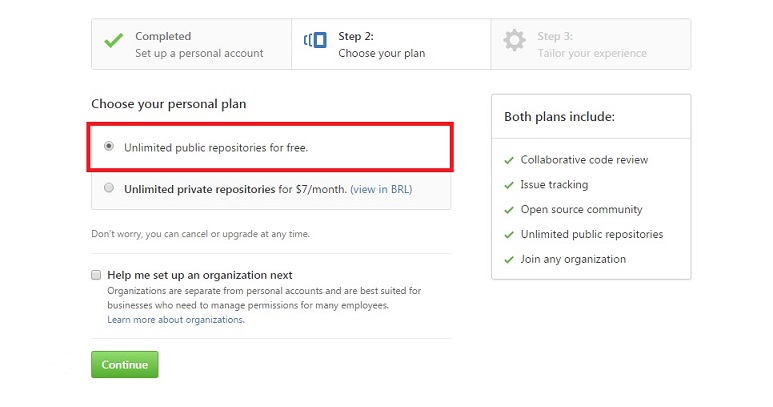 Completed
Set up a personal account
Step 2:
Choose your plan
Step 3:
Tailor your experience
Choose your personal plan
Unlimited public repositories for free.
Unlimited private repositories for $7/month. (view in BRL)
Don't worry, you can cancel or upgrade at any time.
Help me set up an organization next
Organizations are separate from personal accounts and are best suited for
businesses who need to manage permissions for many employees.
Learn more about organizations.
Continue
Both plans include:
Collaborative code review
Issue tracking
Open source community
Unlimited public repositories
Join any organization